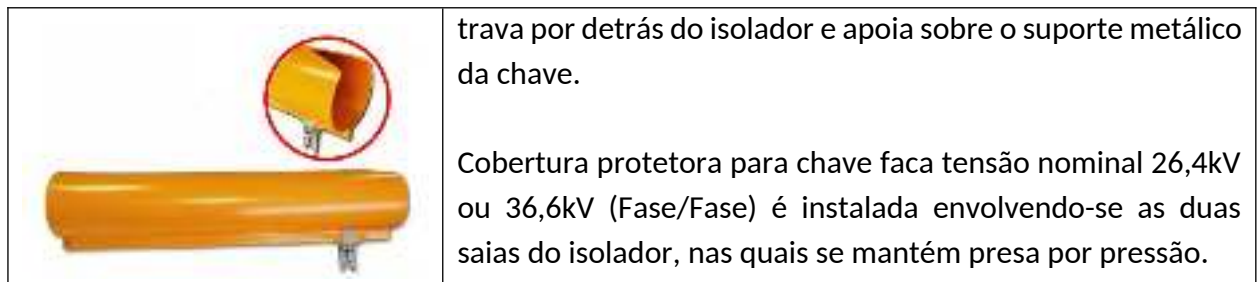 trava por detrás do isolador e apoia sobre o suporte metálico
da chave.
Cobertura protetora para chave faca tensão nominal 26,4kV
ou 36,6kV (Fase/Fase) é instalada envolvendo-se as duas
saias do isolador, nas quais se mantém presa por pressão.